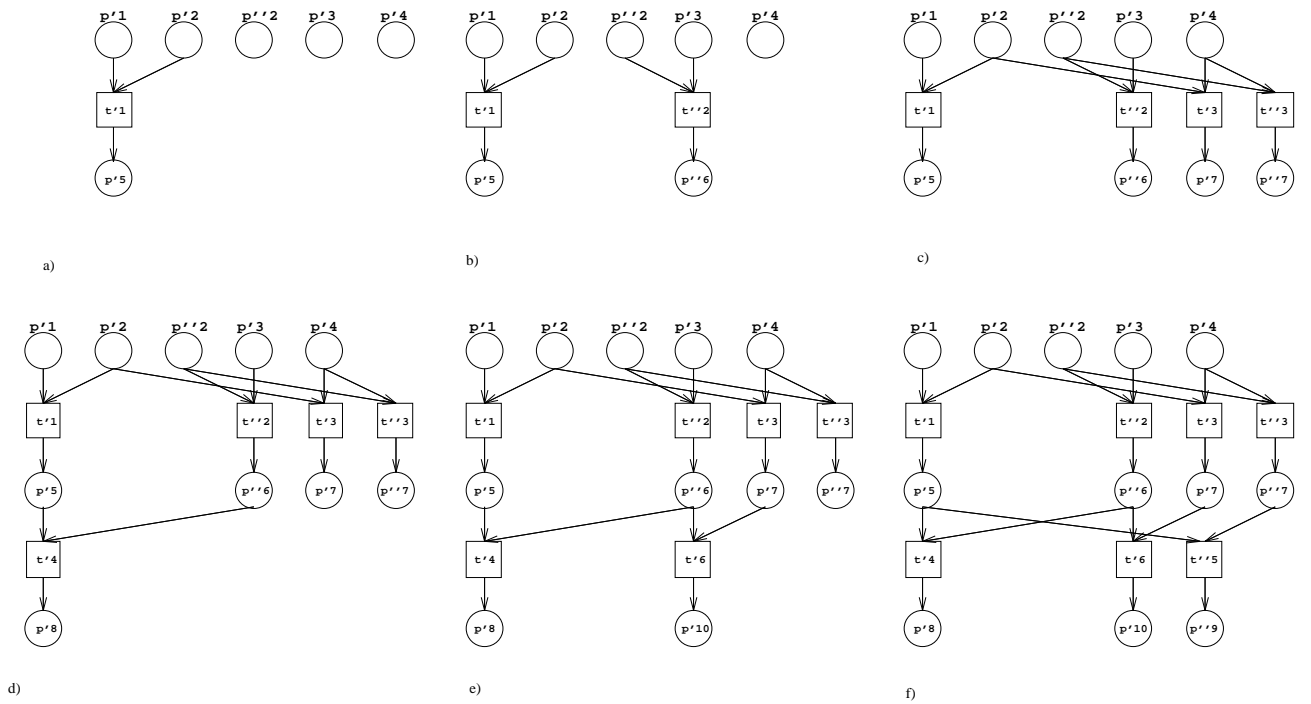 p'1 p'2 p''2 p'3 p'4
t'1
p'5
a)
p'1 p'2 p''2 p'3 p'4
t'1 t''2
p'5 p''6
b)
p'1 p'2 p''2 p'3 p'4
t'1 t''2 t'3 t''3
p'5 p''6 p'7 p''7
c)
p'1 p'2 p''2 p'3 p'4
t'1 t''2 t'3 t''3
p'5 p''6 p'7 p''7
t'4
p'8
d)
p'1 p'2 p''2 p'3 p'4
t'1 t''2 t'3 t''3
p'5 p''6 p'7 p''7
t'4 t'6
p'8 p'10
e)
p'1 p'2 p''2 p'3 p'4
t'1 t''2 t'3 t''3
p'5 p''6 p'7 p''7
t'4 t'6 t''5
p'8 p'10 p''9
f)